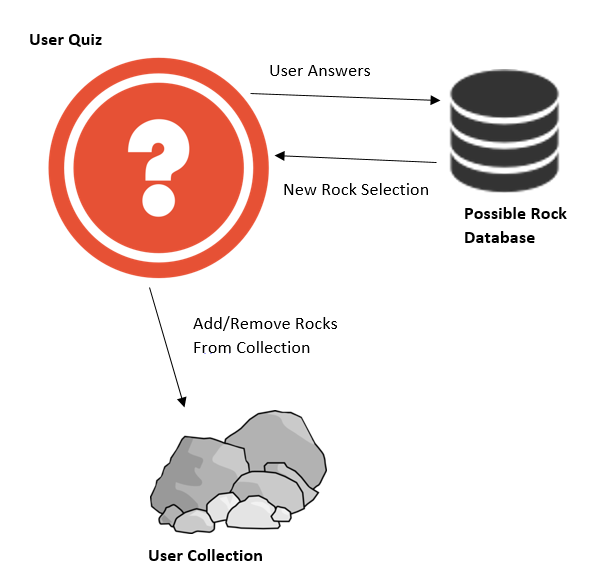 User Quiz
User Answers
New Rock Selection
Possible Rock
Database
Add/Remove Rocks
From Collection
User Collection